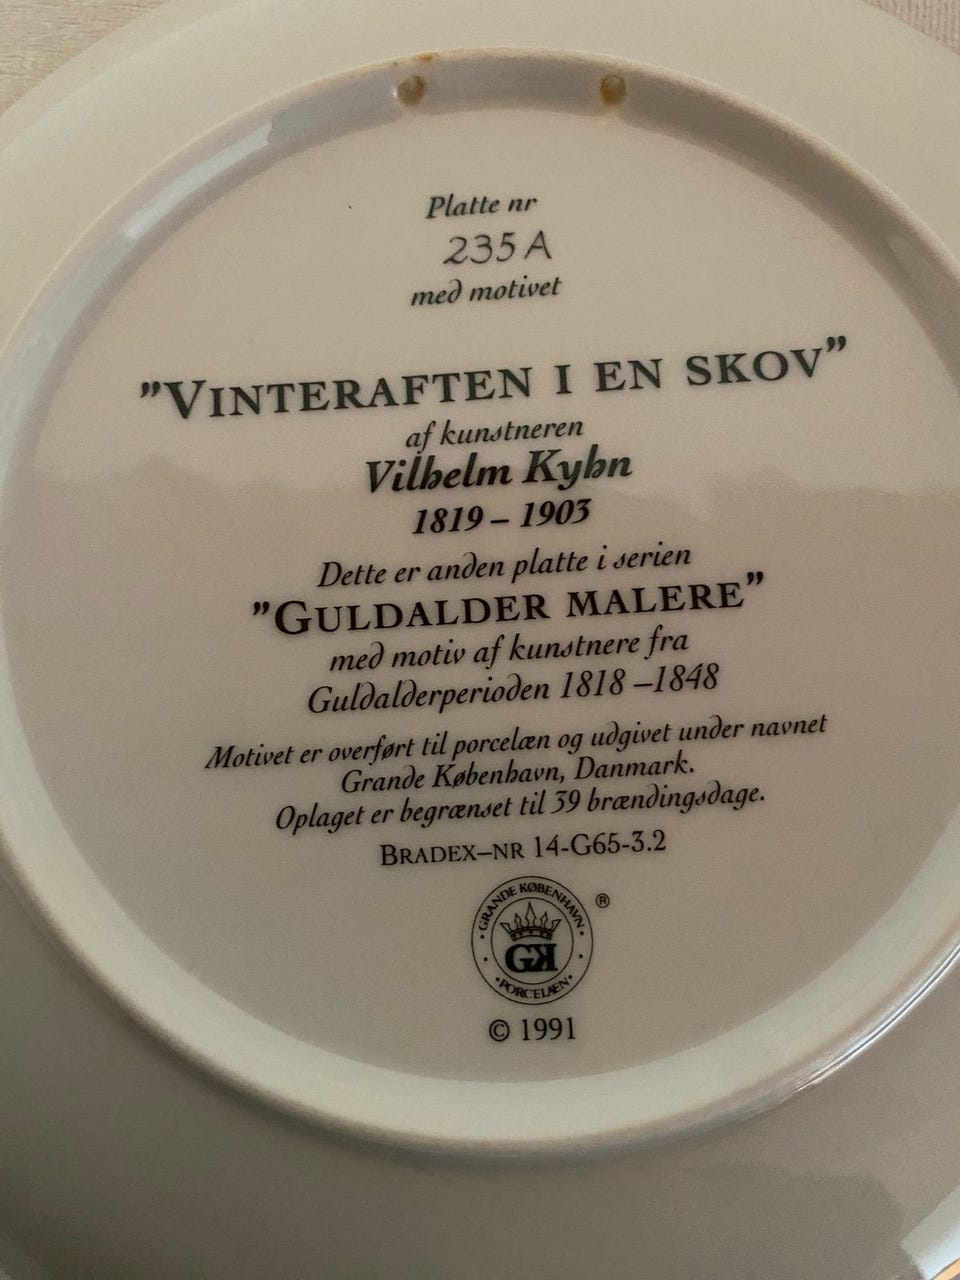 Platte nr
235 A
med motivet
"VINTERAFTEN I EN SKOV"
af kunstneren
Vilhelm Kyhn
1819 – 1903
Dette er anden platte i serien
"GULDALDER MALERE"
med motiv af kunstnere fra
Guldalderperioden 1818 –1848
Motivet er overført til porcelæn og udgivet under navnet
Grande København, Danmark.
Oplaget er begrænset til 39 brændingsdage.
BRADEX–NR 14-G65-3.2
GRANDE KØBENHAVN ®
GK
PORCELÆN
© 1991